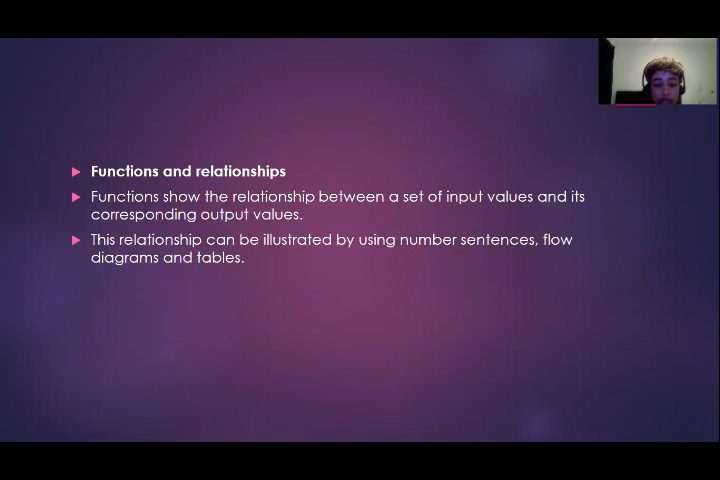 Functions and relationships
Functions show the relationship between a set of input values and its
corresponding output values.
This relationship can be illustrated by using number sentences, flow
diagrams and tables.